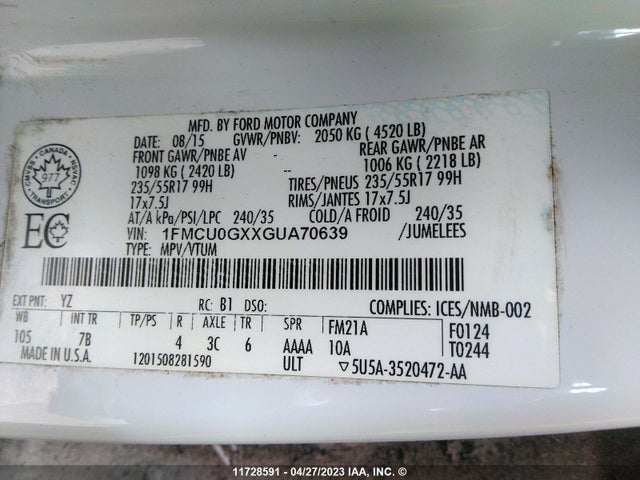 MFD. BY FORD MOTOR COMPANY
DATE: 08/15 GVWR/PNBV: 2050 KG ( 4520 LB)
FRONT GAWR/PNBE AV REAR GAWR/PNBE AR
1098 KG ( 2420 LB) -- 1006 KG ( 2218 LB)
235/55R17 99H TIRES/PNEUS 235/55R17 99H
17x7.5J RIMS/JANTES 17x7.5J
AT/A kPa/PSI/LPC 240/35 COLD/A FROID 240/35
VIN: 1FMCU0GXXGUA70639 /JUMELEES
TYPE: MPV/VTUM
CANADA
CMVSS NSVAC
977
TRANSPORT
EC
EXT PNT: YZ RC: B1 DSO: COMPLIES: ICES/NMB-002
WB INT TR TP/PS R AXLE TR SPR FM21A F0124
105 7B 4 3C 6 AAAA 10A T0244
MADE IN U.S.A. 1201508281590 ULT ▽5U5A-3520472-AA
11728591 - 04/27/2023 IAA, INC. ©